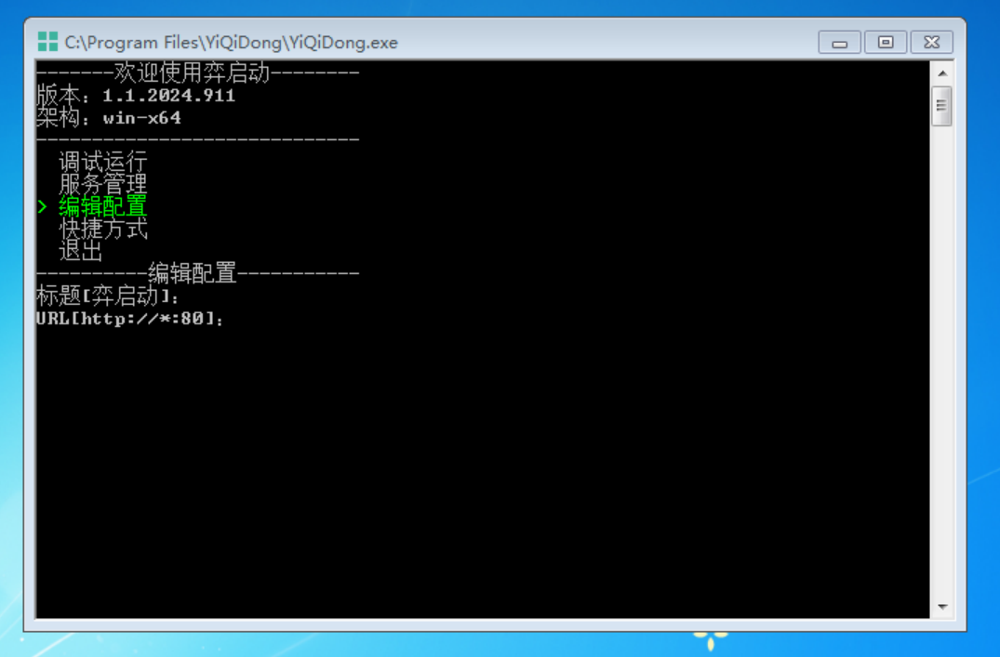 C:\Program Files\YiQiDong\YiQiDong.exe
-------欢迎使用弈启动--------
版本：1.1.2024.911
架构：win-x64
-----------------------------
调试运行
服务管理
> 编辑配置
快捷方式
退出
----------编辑配置-----------
标题[弈启动]:
URL[http://*:80]: